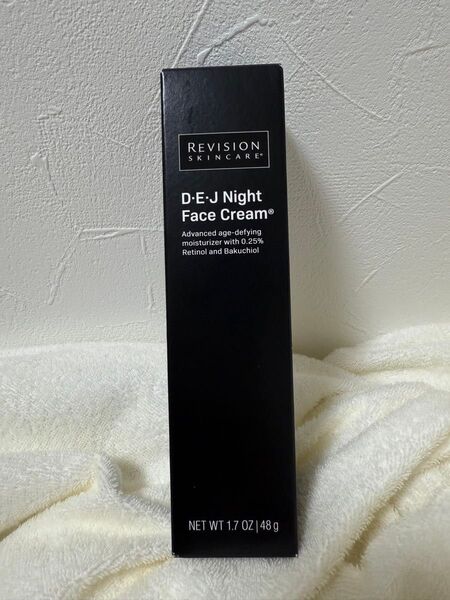 REVISION
SKINCARE®
D·E·J Night
Face Cream®
Advanced age-defying
moisturizer with 0.25%
Retinol and Bakuchiol
NET WT 1.7 OZ | 48 g